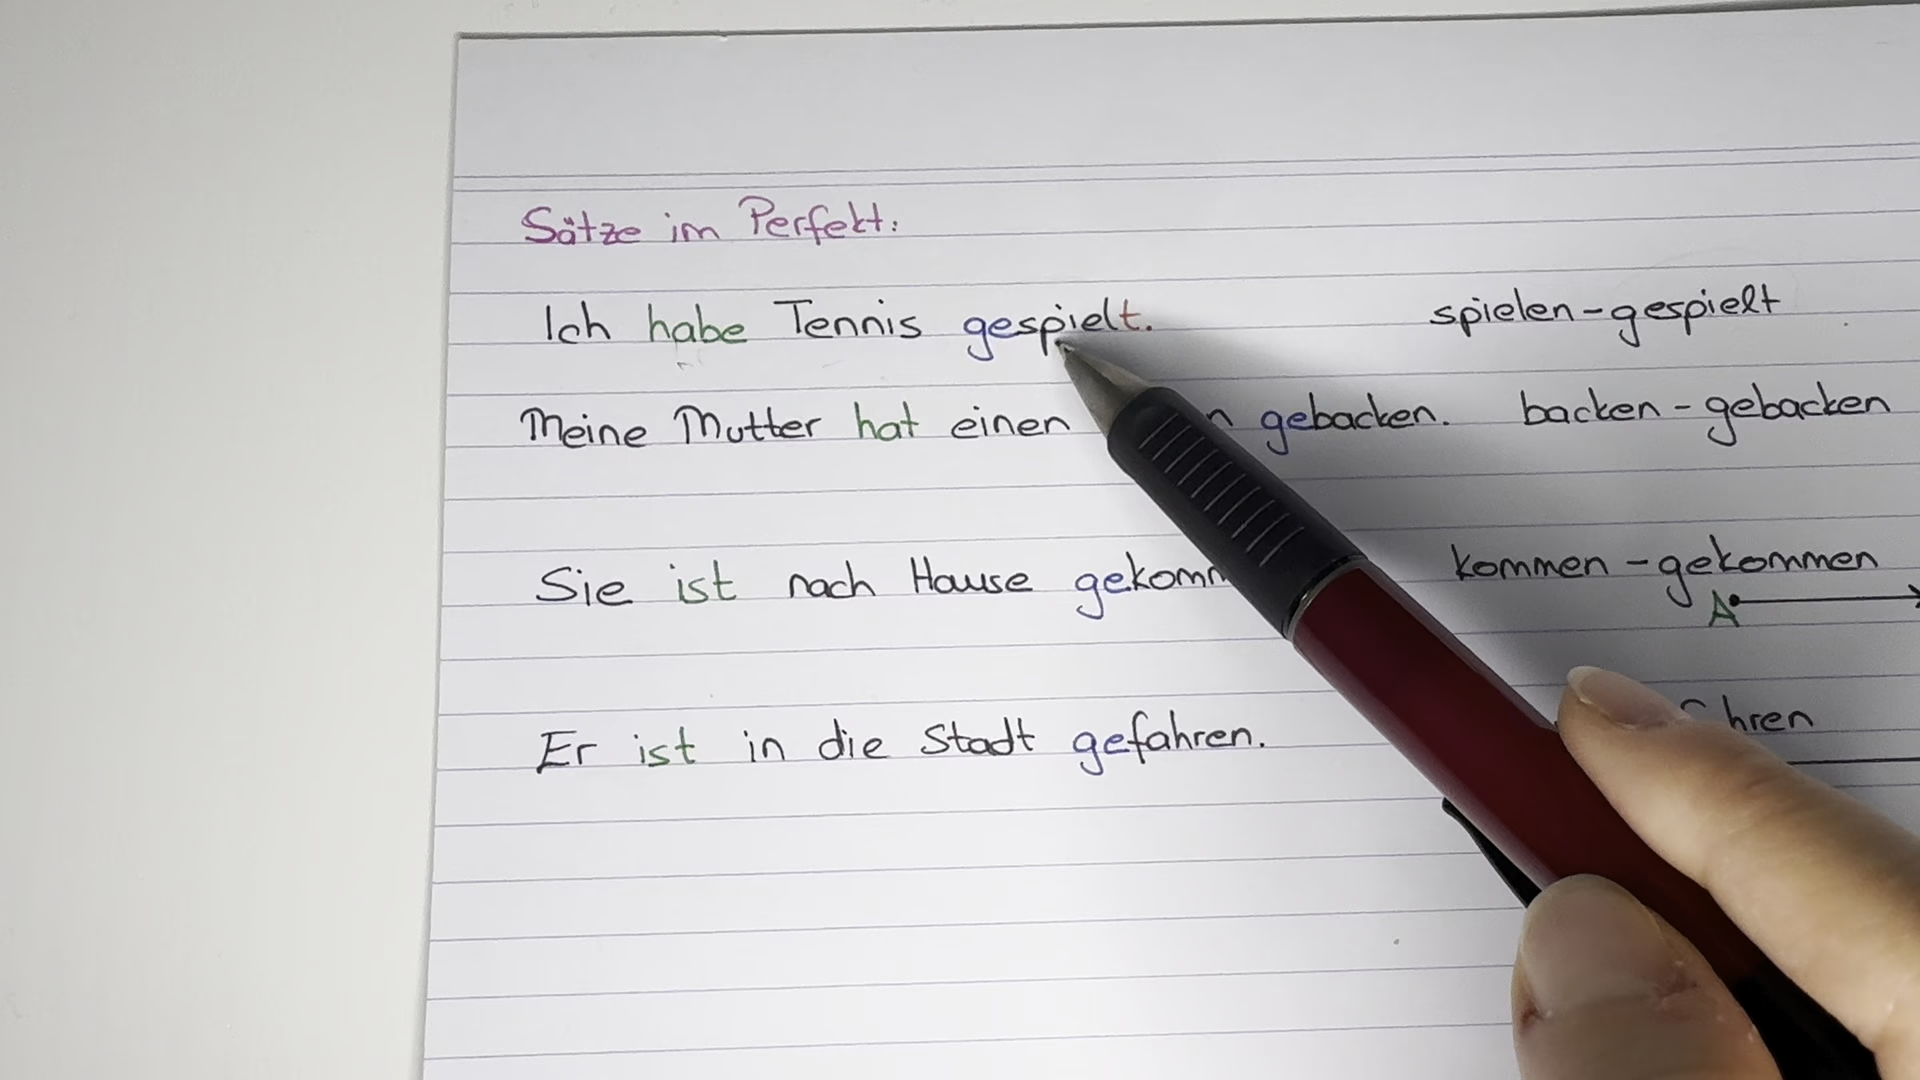 Sätze im Perfekt:
Ich habe Tennis gespielt. spielen-gespielt
Meine Mutter hat einen gebacken. backen-gebacken
Sie ist nach Hause kommen-gekommen
A
Er ist in die Stadt gefahren.